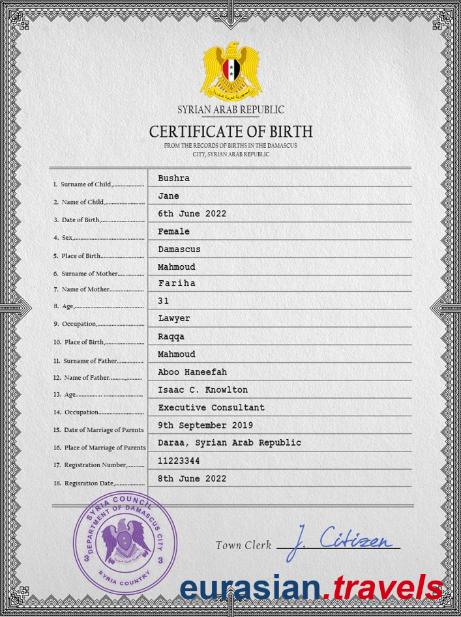 SYRIAN ARAB REPUBLIC
CERTIFICATE OF BIRTH
FROM THE RECORDS OF BIRTHS IN THE DAMASCUS
CITY, SYRIAN ARAB REPUBLIC
1. Surname of Child,............ Bushra
2. Name of Child,............ Jane
3. Date of Birth,............ 6th June 2022
4. Sex,............ Female
5. Place of Birth............ Damascus
6. Surname of Mother............ Mahmoud
7. Name of Mother............ Fariha
8. Age,............ 31
9. Occupation,............ Lawyer
10. Place of Birth,............ Raqqa
11. Surname of Father............ Mahmoud
12. Name of Father............ Aboo Haneefah
13. Age............ Isaac C. Knowlton
14. Occupation............ Executive Consultant
15. Date of Marriage of Parents 9th September 2019
16. Place of Marriage of Parents Daraa, Syrian Arab Republic
17. Registration Number,............ 11223344
18. Registration Date,............ 8th June 2022
SYRIA COUNCIL
DEPARTMENT OF DAMASCUS CITY
3 3
SYRIA COUNTRY
Town Clerk J. Citizen
eurasian.travels